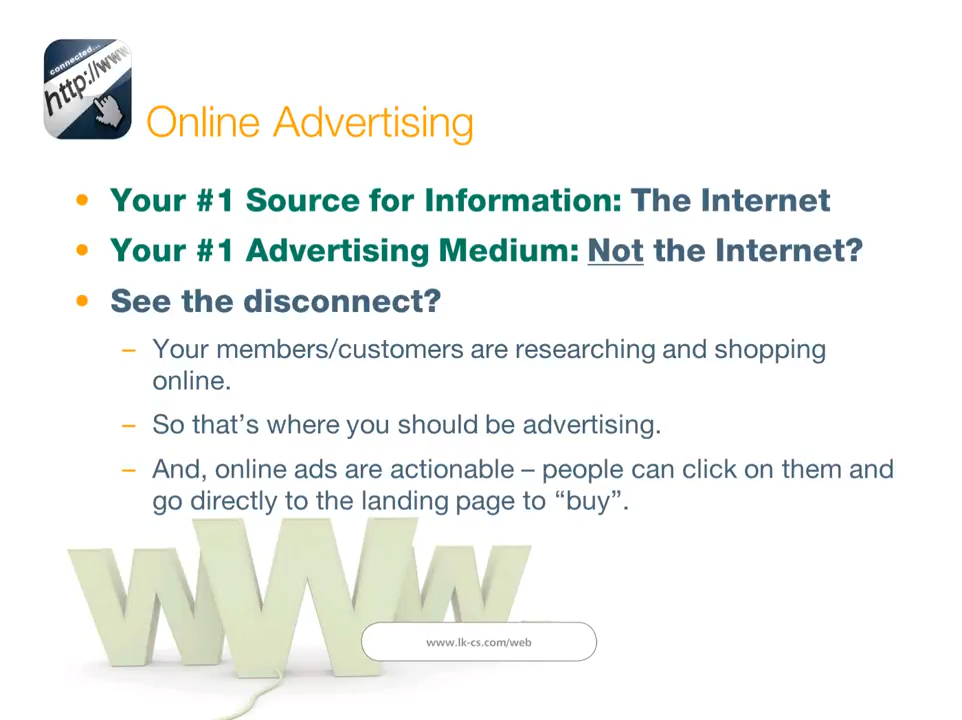 connected...
http://www
Online Advertising
• Your #1 Source for Information: The Internet
• Your #1 Advertising Medium: Not the Internet?
• See the disconnect?
– Your members/customers are researching and shopping
online.
– So that’s where you should be advertising.
– And, online ads are actionable – people can click on them and
go directly to the landing page to “buy”.
WWW
www.lk-cs.com/web